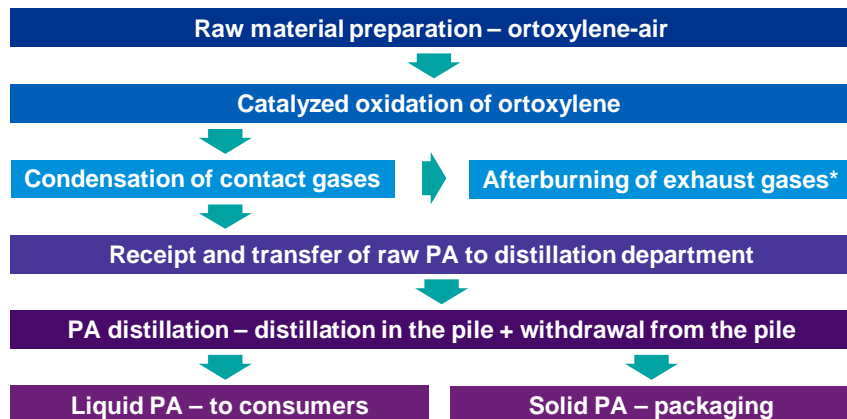 Raw material preparation – ortoxylene-air
Catalyzed oxidation of ortoxylene
Condensation of contact gases
Afterburning of exhaust gases*
Receipt and transfer of raw PA to distillation department
PA distillation – distillation in the pile + withdrawal from the pile
Liquid PA – to consumers
Solid PA – packaging